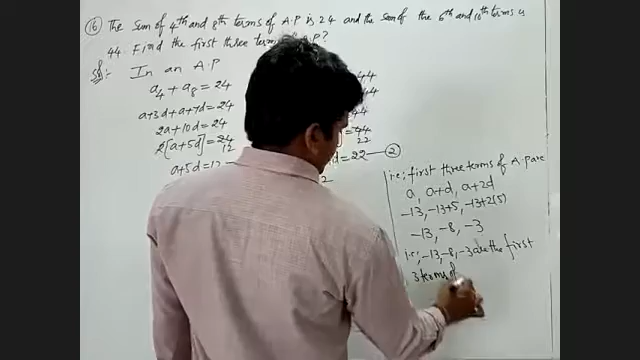 16 The sum of 4th and 8th terms of A.P is 24 and the sum of the 6th and 10th terms is
44 Find the first three terms of A.P?
Sol:- In an A.P
a4 + a8 = 24
a+3d+a+7d = 24
2a+10d = 24
2[a+5d] = 24
12
a+5d = 12
44
44
44
= 44
22
d = 22 — 2
i.e; first three terms of A.P are
a, a+d, a+2d
-13, -13+5, -13+2(5)
-13, -8, -3
i.e; -13, -8, -3 are the first
3 terms of